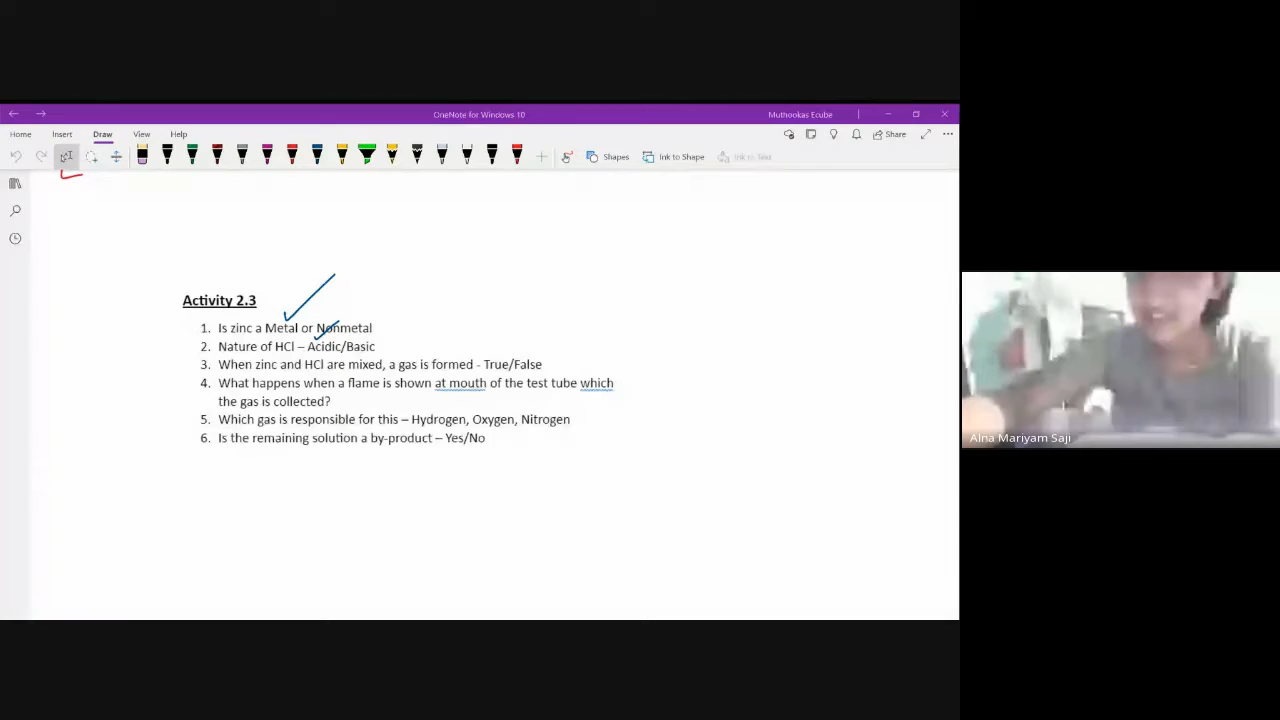 OneNote for Windows 10
Muthookas Ecube
Home Insert Draw View Help
Share
Shapes
Ink to Shape
Ink to Text
Activity 2.3
1. Is zinc a Metal or Nonmetal
2. Nature of HCl – Acidic/Basic
3. When zinc and HCl are mixed, a gas is formed - True/False
4. What happens when a flame is shown at mouth of the test tube which
the gas is collected?
5. Which gas is responsible for this – Hydrogen, Oxygen, Nitrogen
6. Is the remaining solution a by-product – Yes/No
Alna Mariyam Saji